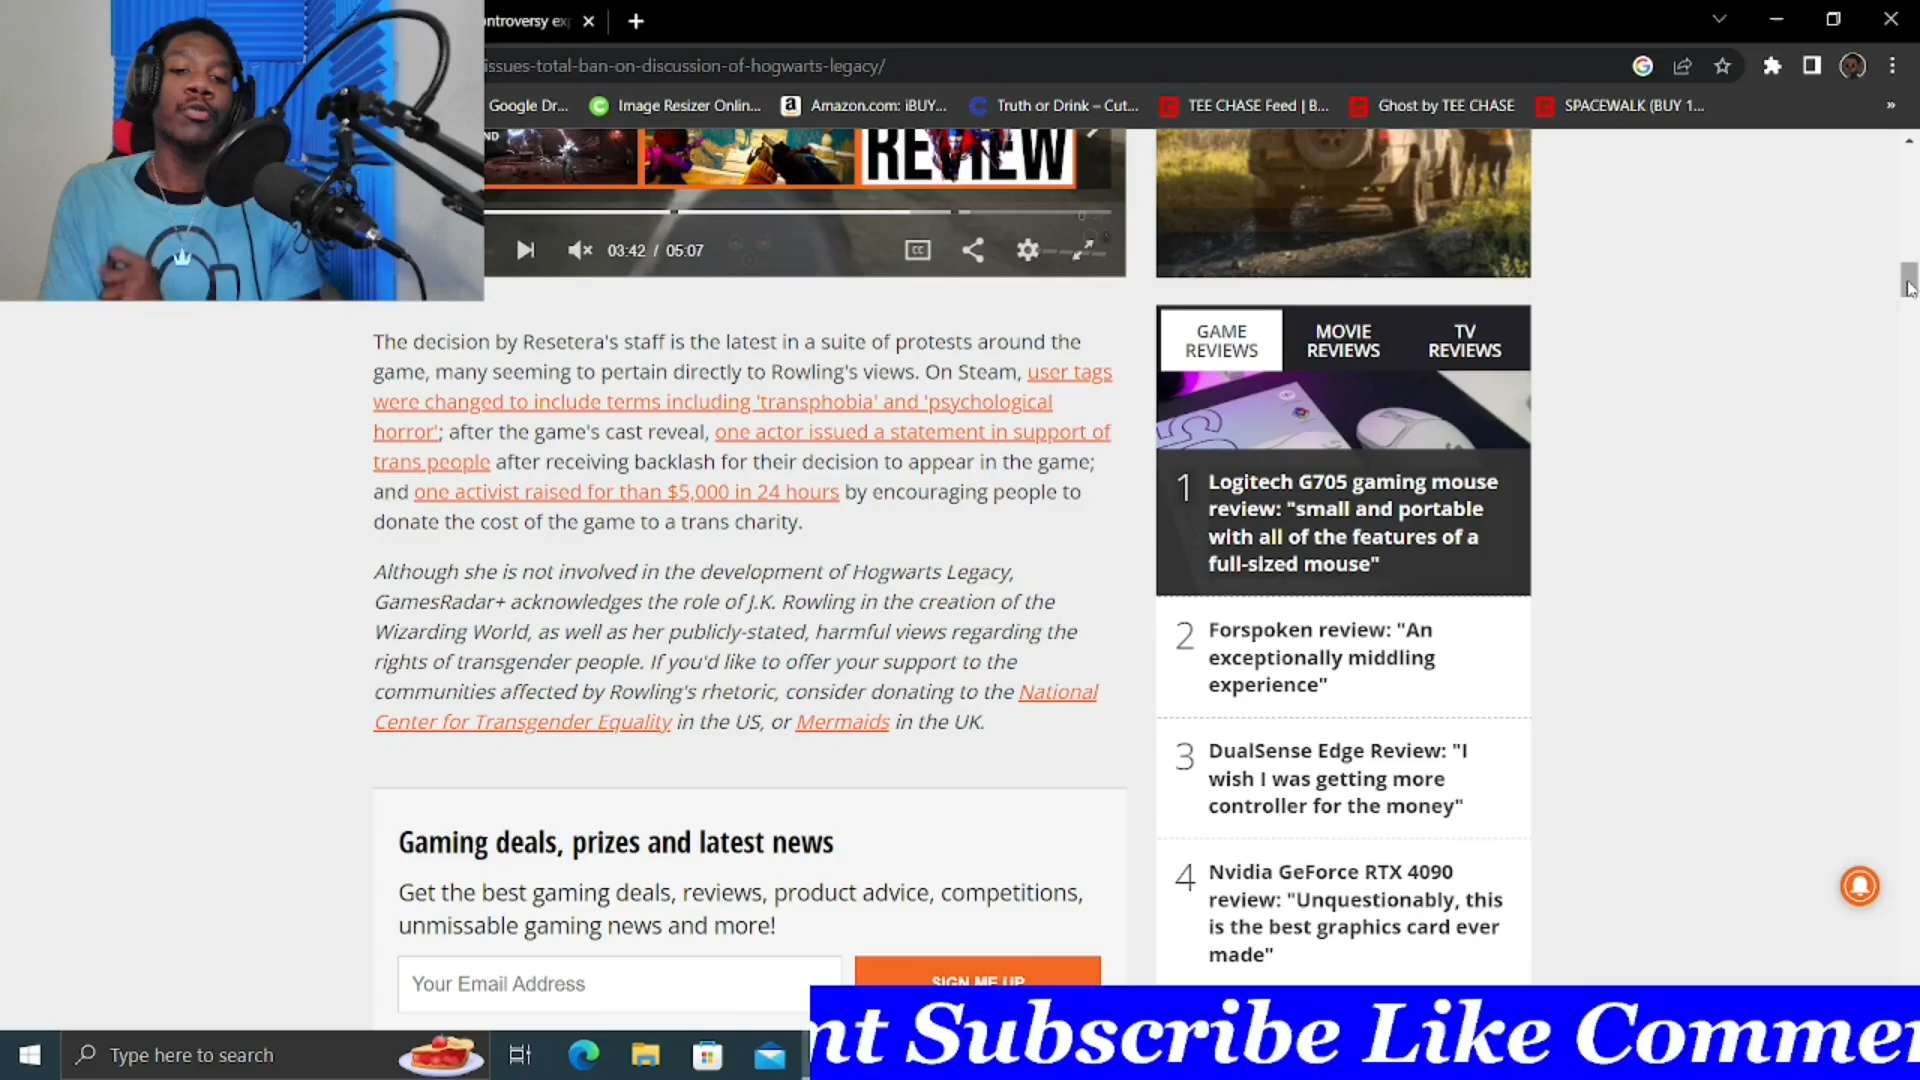 ontroversy ex
issues-total-ban-on-discussion-of-hogwarts-legacy/
Google Dr...
Image Resizer Onlin...
Amazon.com: iBUY...
Truth or Drink – Cut...
TEE CHASE Feed | B...
Ghost by TEE CHASE
SPACEWALK (BUY 1...
»
ND
REVIEW
03:42 / 05:07
CC
The decision by Resetera's staff is the latest in a suite of protests around the
game, many seeming to pertain directly to Rowling's views. On Steam, user tags
were changed to include terms including 'transphobia' and 'psychological
horror'; after the game's cast reveal, one actor issued a statement in support of
trans people after receiving backlash for their decision to appear in the game;
and one activist raised for than $5,000 in 24 hours by encouraging people to
donate the cost of the game to a trans charity.
Although she is not involved in the development of Hogwarts Legacy,
GamesRadar+ acknowledges the role of J.K. Rowling in the creation of the
Wizarding World, as well as her publicly-stated, harmful views regarding the
rights of transgender people. If you'd like to offer your support to the
communities affected by Rowling's rhetoric, consider donating to the National
Center for Transgender Equality in the US, or Mermaids in the UK.
Gaming deals, prizes and latest news
Get the best gaming deals, reviews, product advice, competitions,
unmissable gaming news and more!
Your Email Address
SIGN ME UP
GAME
REVIEWS
MOVIE
REVIEWS
TV
REVIEWS
1
Logitech G705 gaming mouse
review: "small and portable
with all of the features of a
full-sized mouse"
2
Forspoken review: "An
exceptionally middling
experience"
3
DualSense Edge Review: "I
wish I was getting more
controller for the money"
4
Nvidia GeForce RTX 4090
review: "Unquestionably, this
is the best graphics card ever
made"
Type here to search
nt Subscribe Like Comme